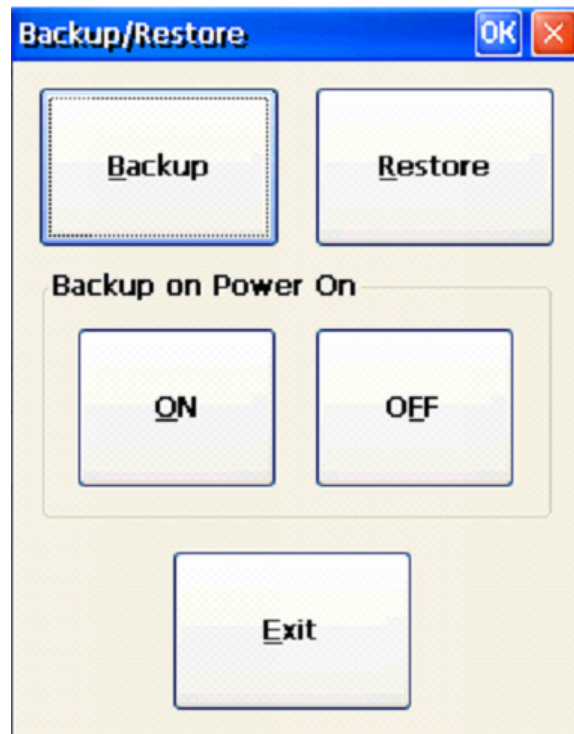 Backup/Restore OK
Backup Restore
Backup on Power On
ON OFF
Exit